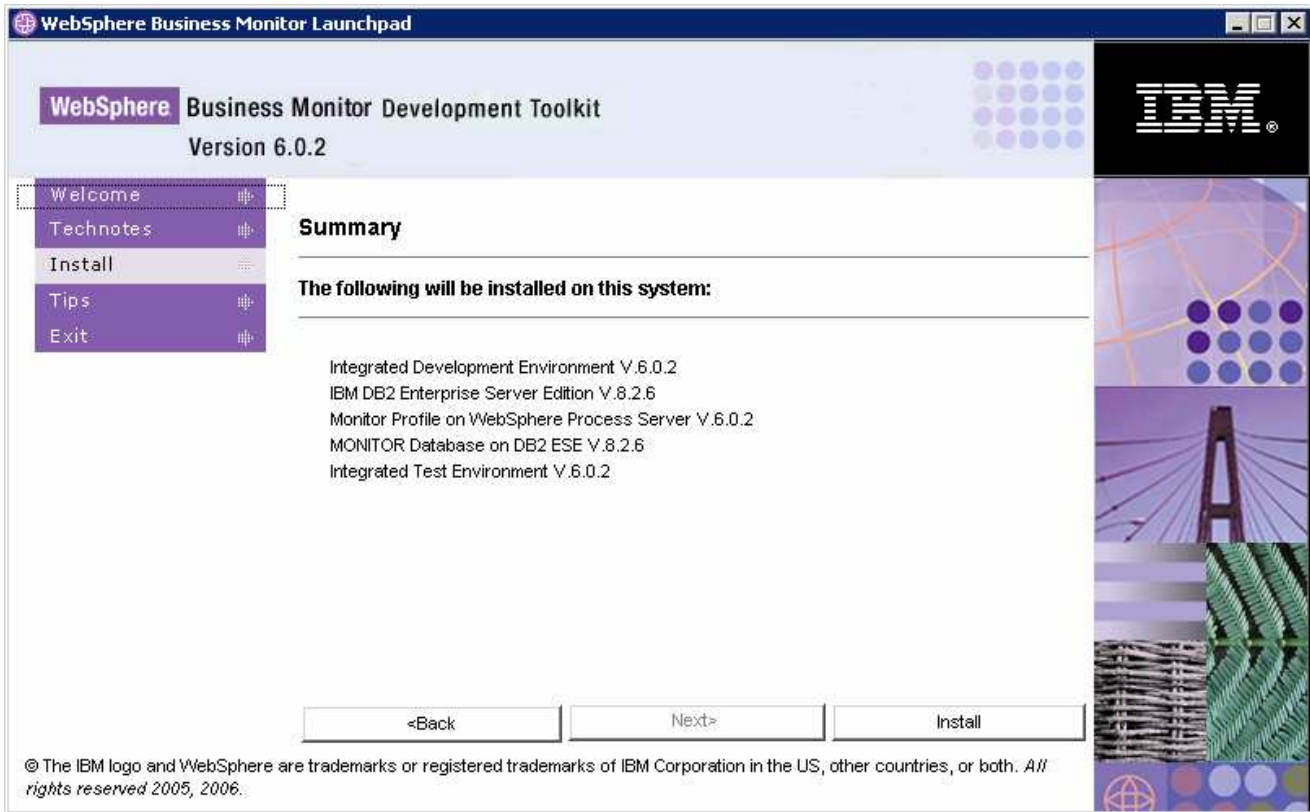 WebSphere Business Monitor Launchpad
WebSphere Business Monitor Development Toolkit
Version 6.0.2
IBM®
Welcome
Technotes
Install
Tips
Exit
Summary
The following will be installed on this system:
Integrated Development Environment V.6.0.2
IBM DB2 Enterprise Server Edition V.8.2.6
Monitor Profile on WebSphere Process Server V.6.0.2
MONITOR Database on DB2 ESE V.8.2.6
Integrated Test Environment V.6.0.2
<Back
Next>
Install
© The IBM logo and WebSphere are trademarks or registered trademarks of IBM Corporation in the US, other countries, or both. All
rights reserved 2005, 2006.